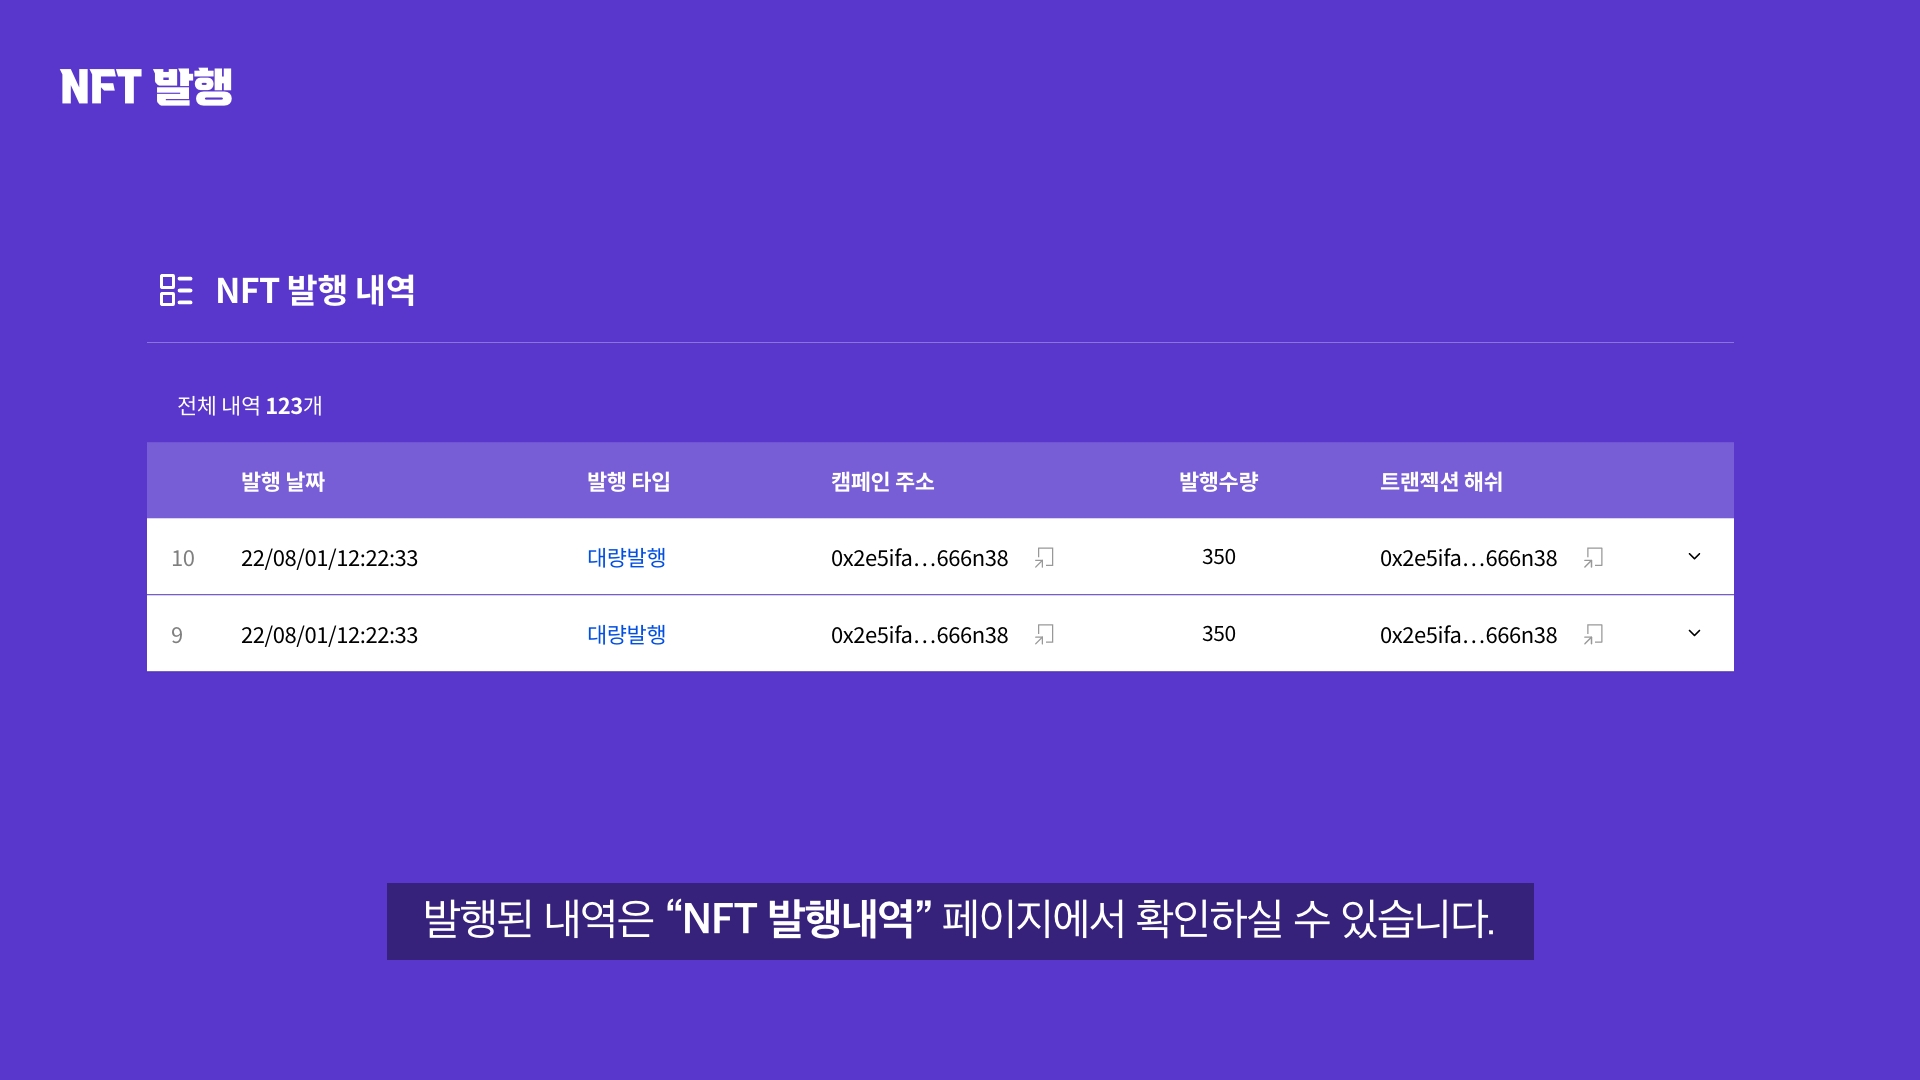 NFT 발행
NFT 발행 내역
전체 내역 123개
발행 날짜 발행 타입 캠페인 주소 발행수량 트랜젝션 해쉬
10 22/08/01/12:22:33 대량발행 0x2e5ifa...666n38 350 0x2e5ifa...666n38
9 22/08/01/12:22:33 대량발행 0x2e5ifa...666n38 350 0x2e5ifa...666n38
발행된 내역은 “NFT 발행내역” 페이지에서 확인하실 수 있습니다.